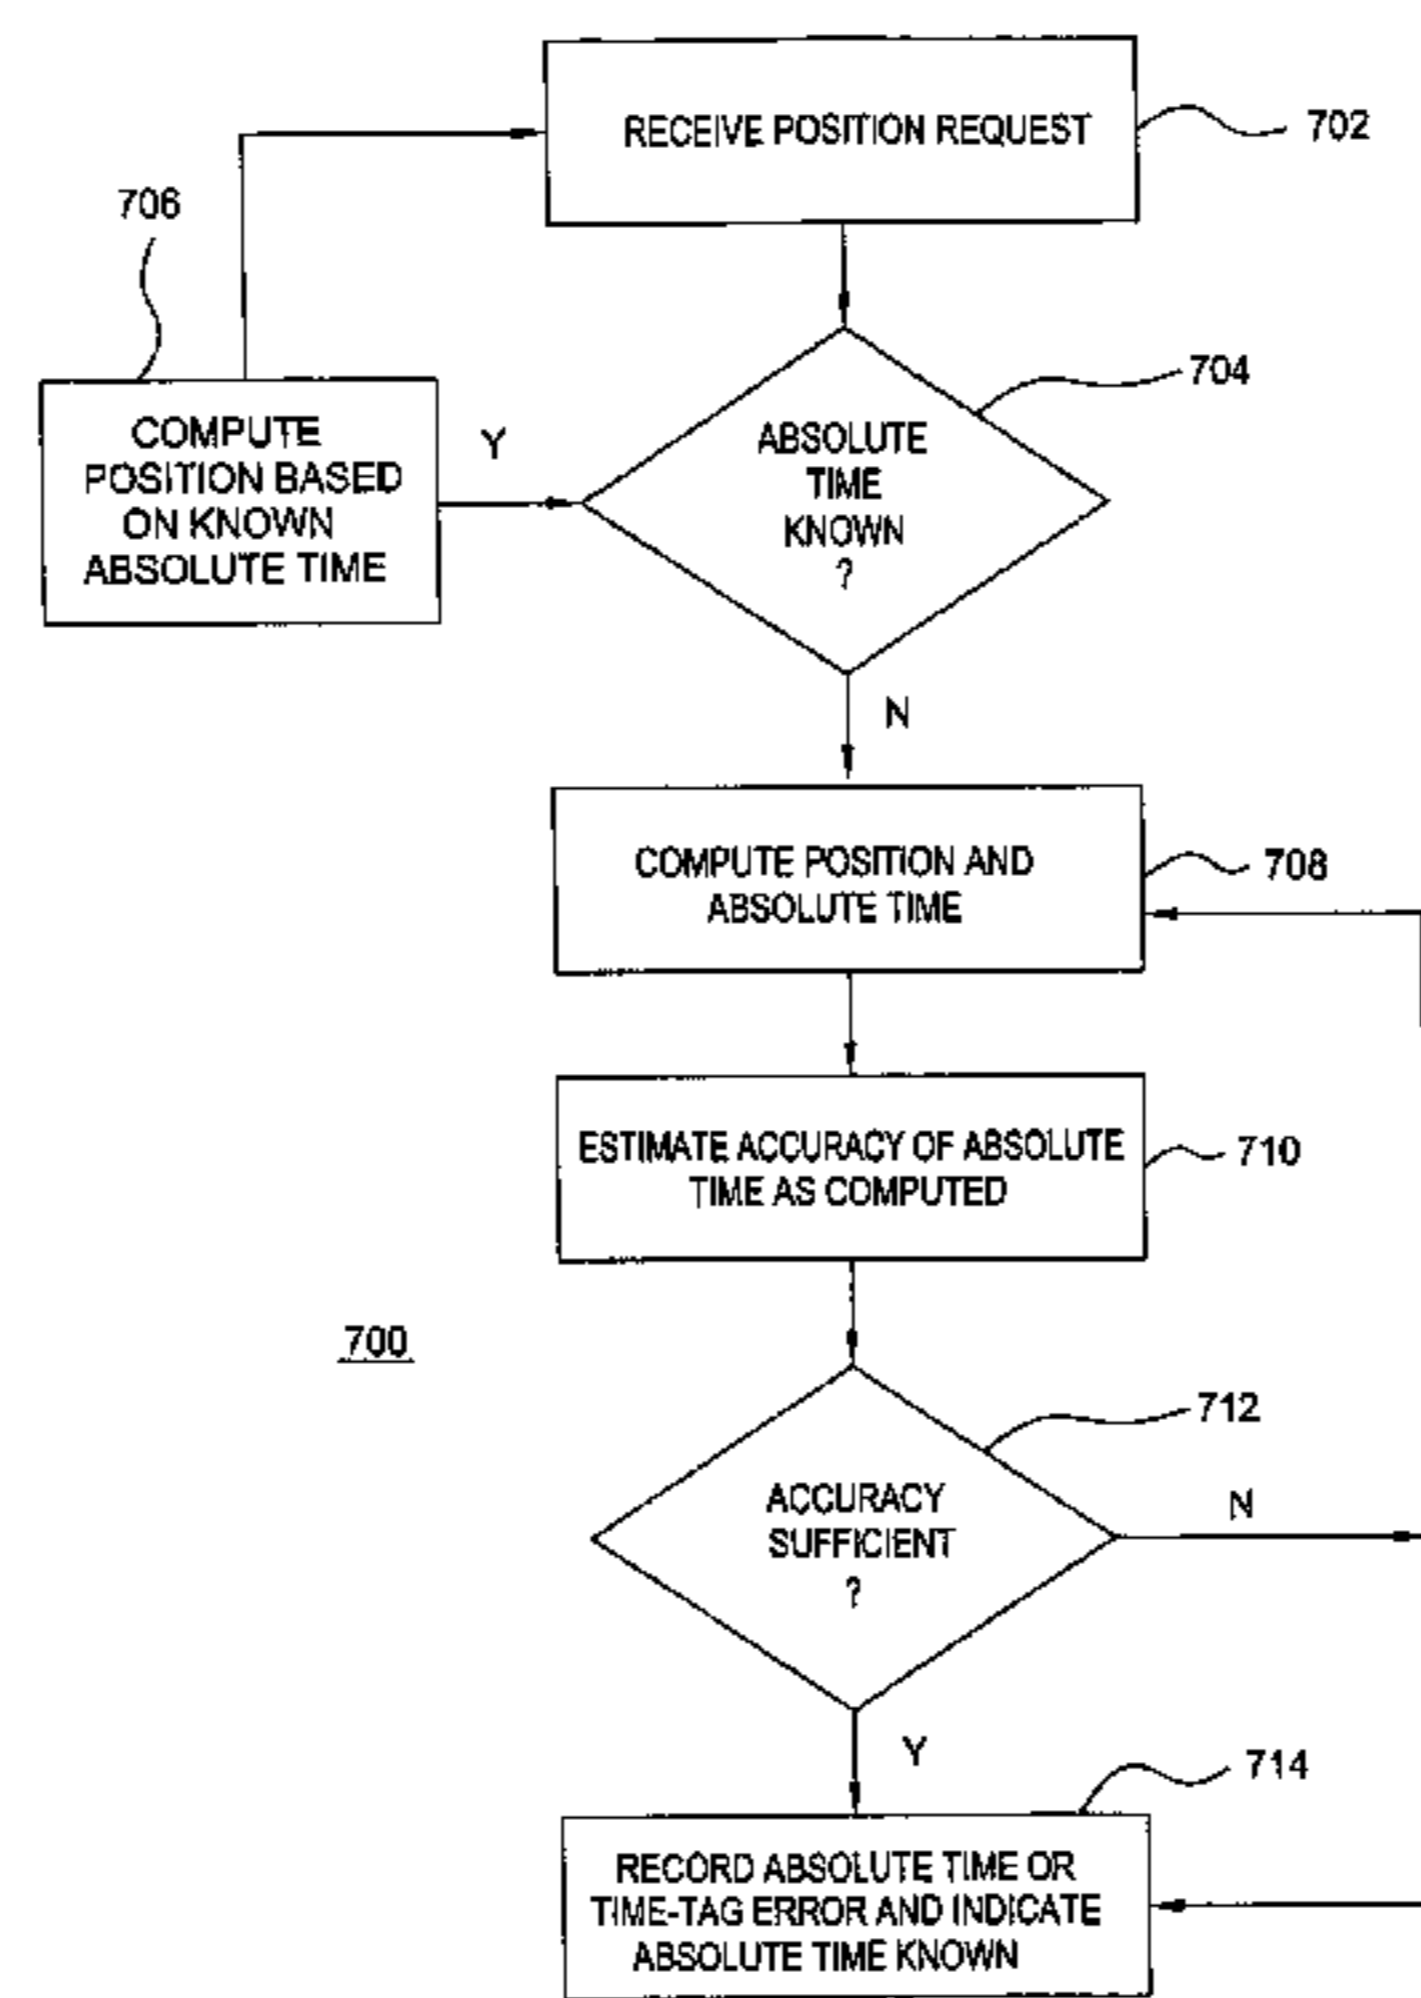 RECEIVE POSITION REQUEST
702
706
704
COMPUTE
POSITION BASED
ON KNOWN
ABSOLUTE TIME
Y
ABSOLUTE
TIME
KNOWN
?
N
COMPUTE POSITION AND
ABSOLUTE TIME
708
ESTIMATE ACCURACY OF ABSOLUTE
TIME AS COMPUTED
710
700
712
ACCURACY
SUFFICIENT
?
N
Y
714
RECORD ABSOLUTE TIME OR
TIME-TAG ERROR AND INDICATE
ABSOLUTE TIME KNOWN